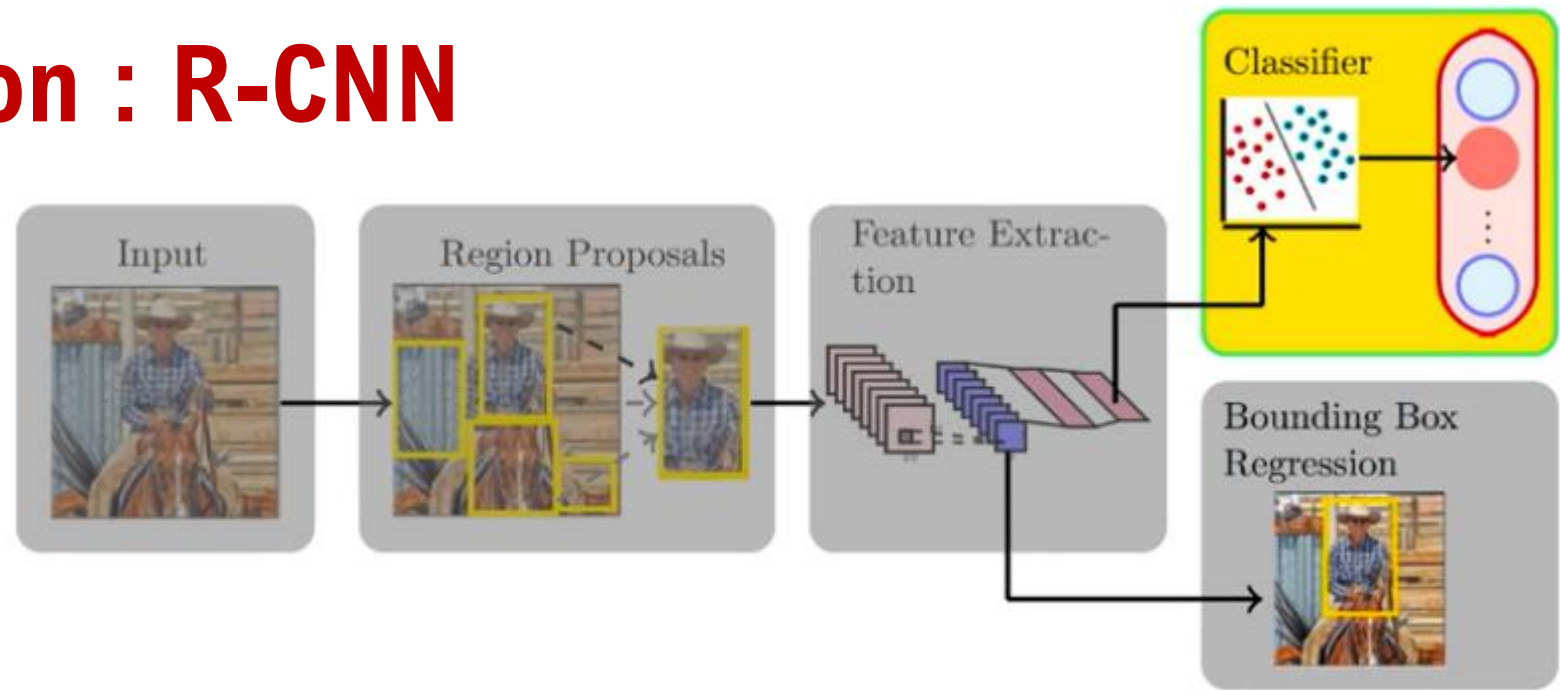 on : R-CNN
Input
Region Proposals
Feature Extrac-
tion
Classifier
Bounding Box
Regression